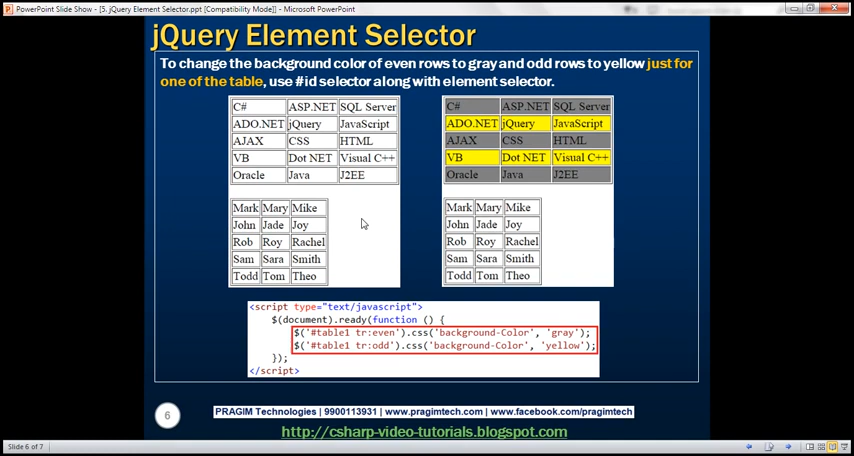 PowerPoint Slide Show - [5. jQuery Element Selector.ppt [Compatibility Mode]] - Microsoft PowerPoint
jQuery Element Selector
To change the background color of even rows to gray and odd rows to yellow just for
one of the table, use #id selector along with element selector.
C# ASP.NET SQL Server
ADO.NET jQuery JavaScript
AJAX CSS HTML
VB Dot NET Visual C++
Oracle Java J2EE
C# ASP.NET SQL Server
ADO.NET jQuery JavaScript
AJAX CSS HTML
VB Dot NET Visual C++
Oracle Java J2EE
Mark Mary Mike
John Jade Joy
Rob Roy Rachel
Sam Sara Smith
Todd Tom Theo
Mark Mary Mike
John Jade Joy
Rob Roy Rachel
Sam Sara Smith
Todd Tom Theo
<script type="text/javascript">
$(document).ready(function () {
$('#table1 tr:even').css('background-Color', 'gray');
$('#table1 tr:odd').css('background-Color', 'yellow');
});
</script>
6
PRAGIM Technologies | 9900113931 | www.pragimtech.com | www.facebook.com/pragimtech
http://csharp-video-tutorials.blogspot.com
Slide 6 of 7